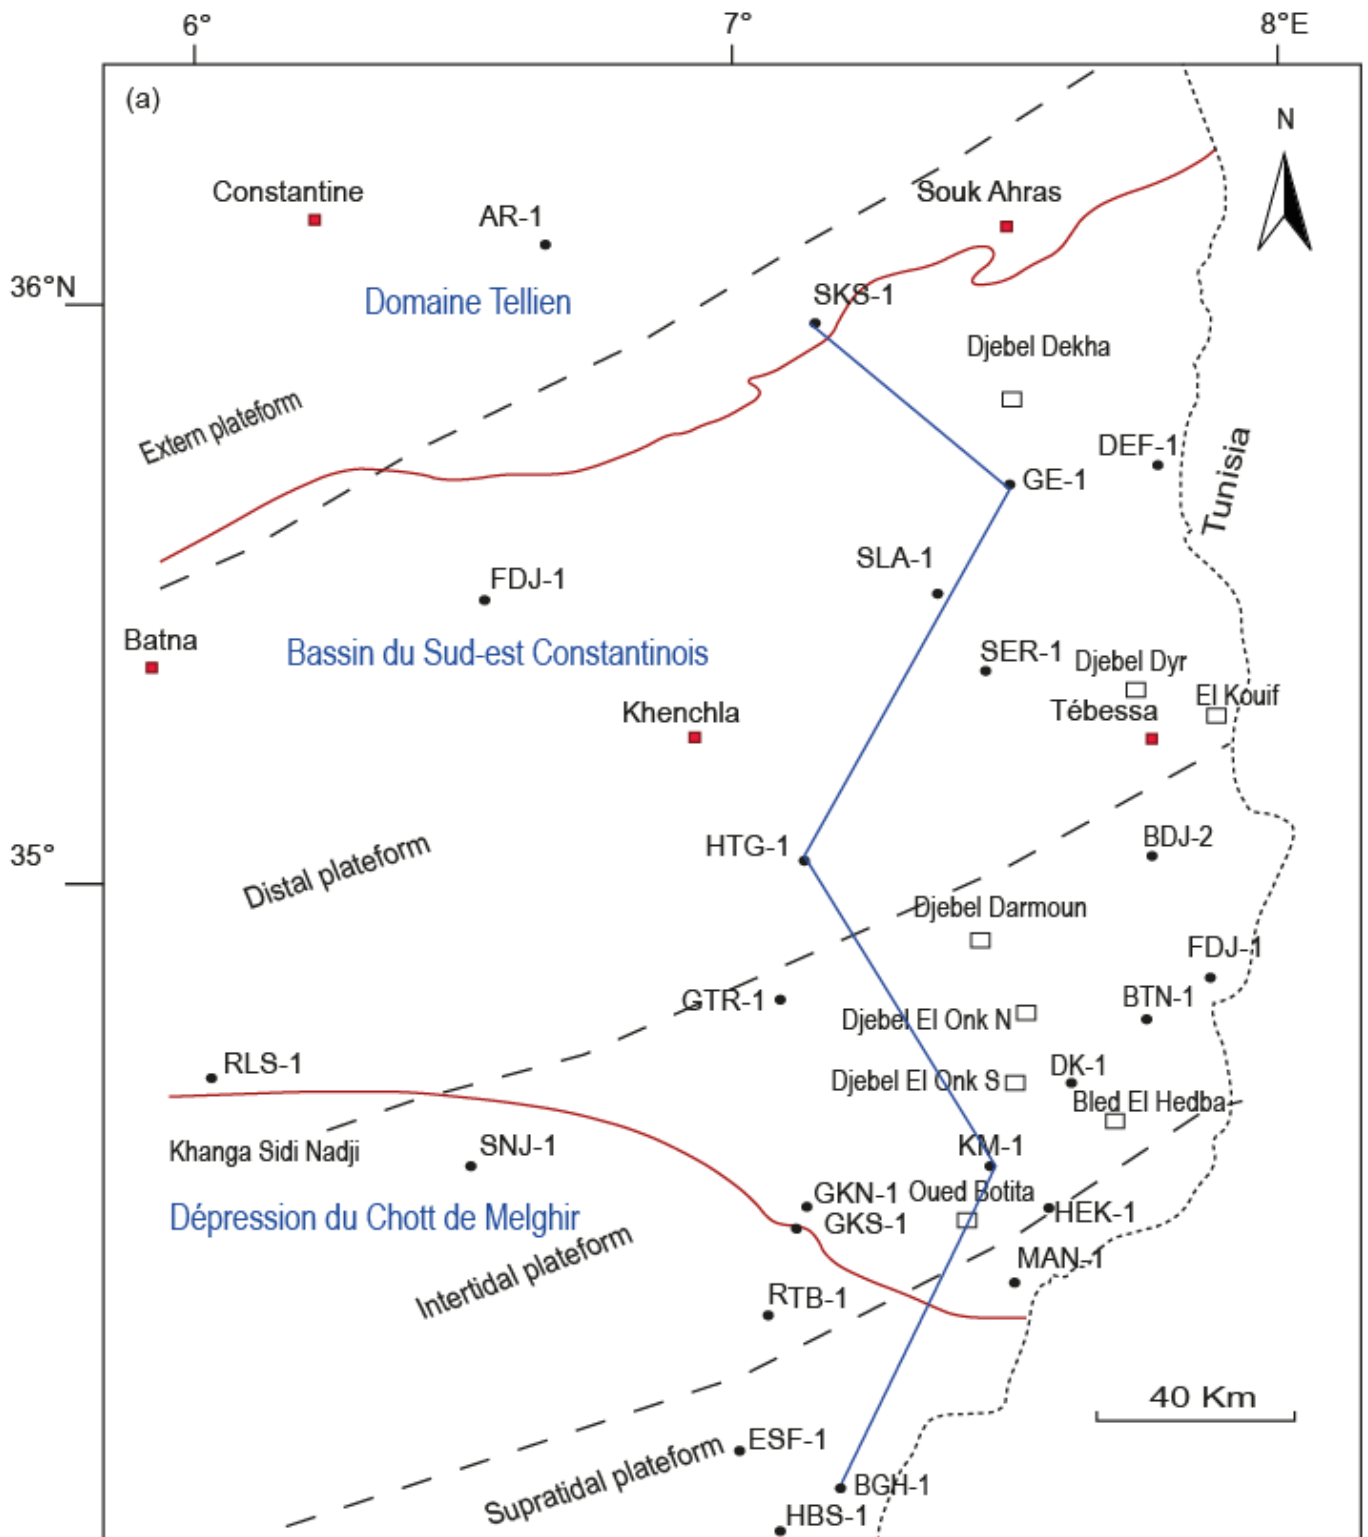 6°
7°
8°E
(a)
N
Constantine
Souk Ahras
AR-1
36°N
Domaine Tellien
SKS-1
Djebel Dekha
Extern plateform
DEF-1
Tunisia
GE-1
SLA-1
FDJ-1
Batna
Bassin du Sud-est Constantinois
SER-1
Djebel Dyr
El Kouif
Khenchla
Tébessa
35°
HTG-1
BDJ-2
Distal plateform
Djebel Darmoun
FDJ-1
GTR-1
BTN-1
Djebel El Onk N
RLS-1
DK-1
Djebel El Onk S
Bled El Hedba
Khanga Sidi Nadji
SNJ-1
KM-1
GKN-1
Oued Botita
Dépression du Chott de Melghir
GKS-1
HEK-1
Intertidal plateform
MAN-1
RTB-1
40 Km
ESF-1
Supratidal plateform
BGH-1
HBS-1